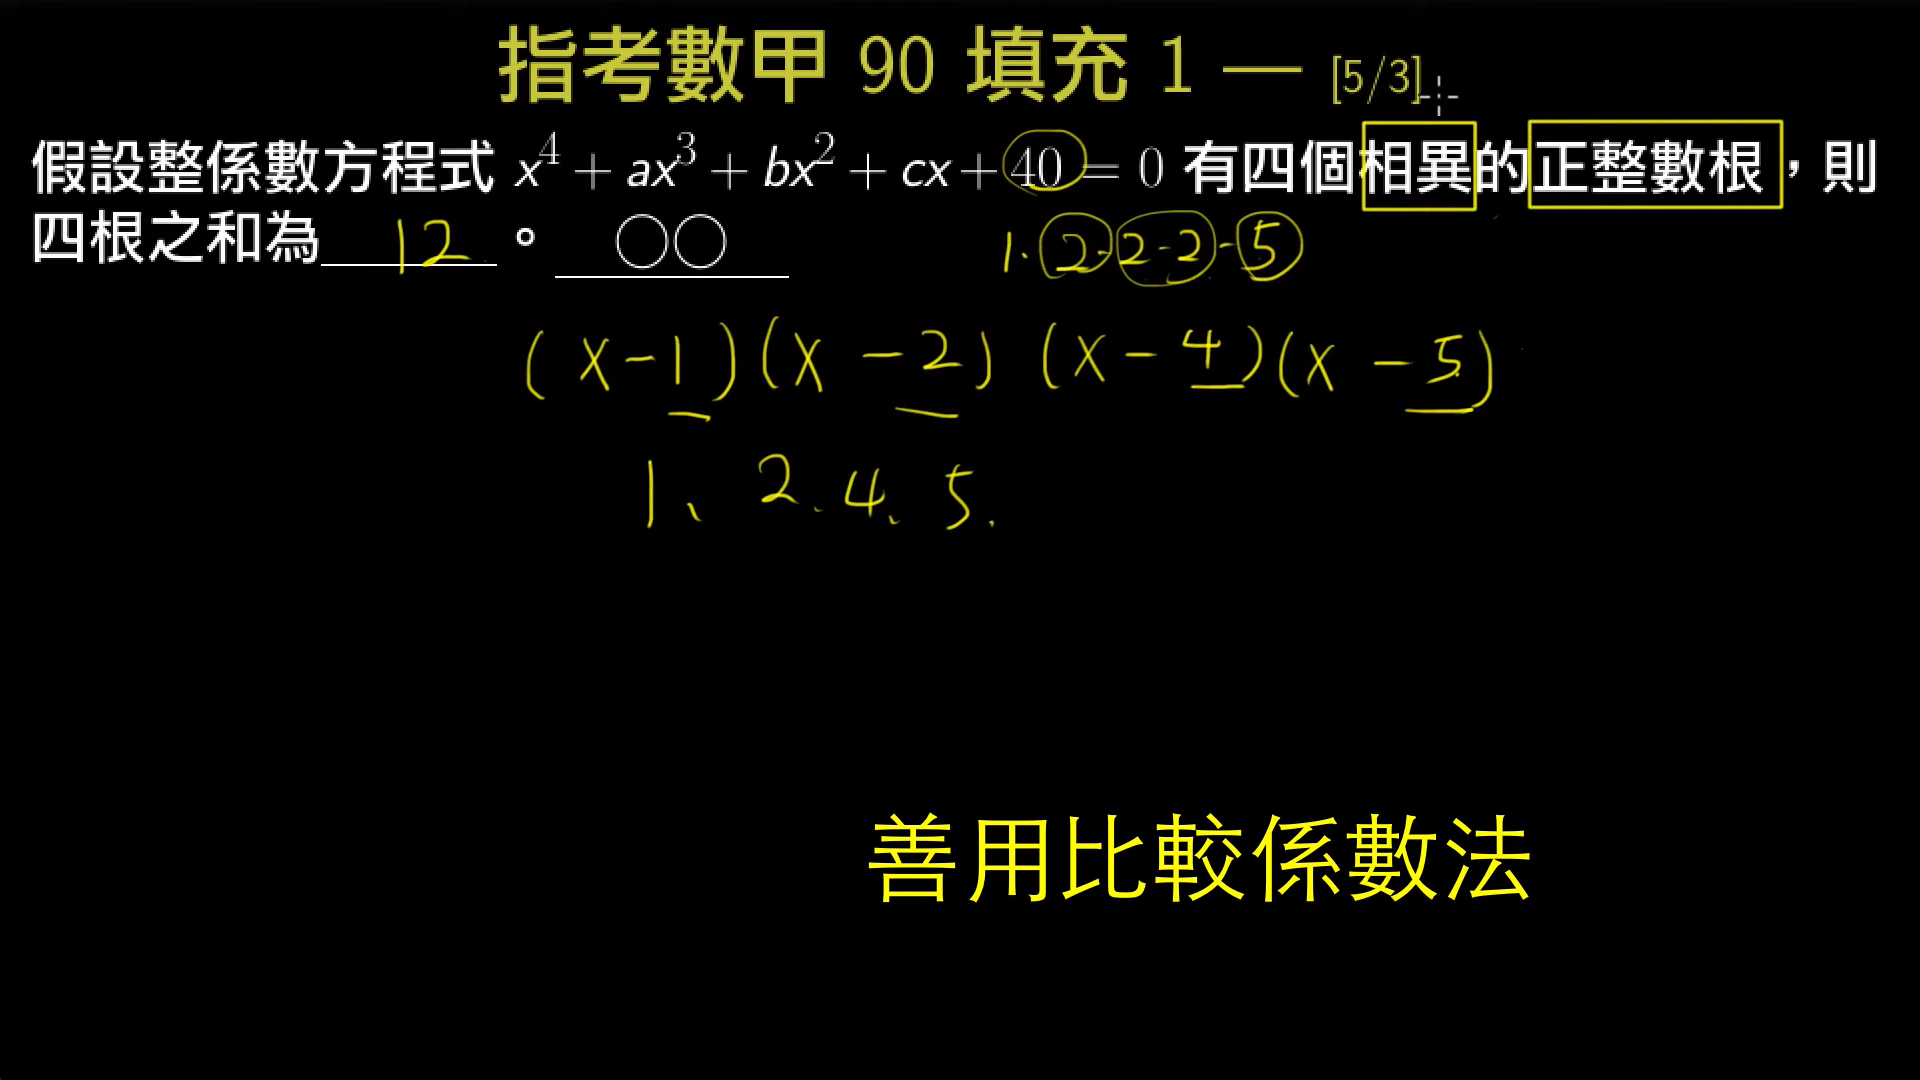 指考數甲 90 填充 1 — [5/3]
假設整係數方程式 x⁴ + ax³ + bx² + cx + 40 = 0 有四個相異的正整數根,則
四根之和為 12 。 ○○
1·2·2·2·5
(x-1)(x-2)(x-4)(x-5)
1、2、4、5.
善用比較係數法